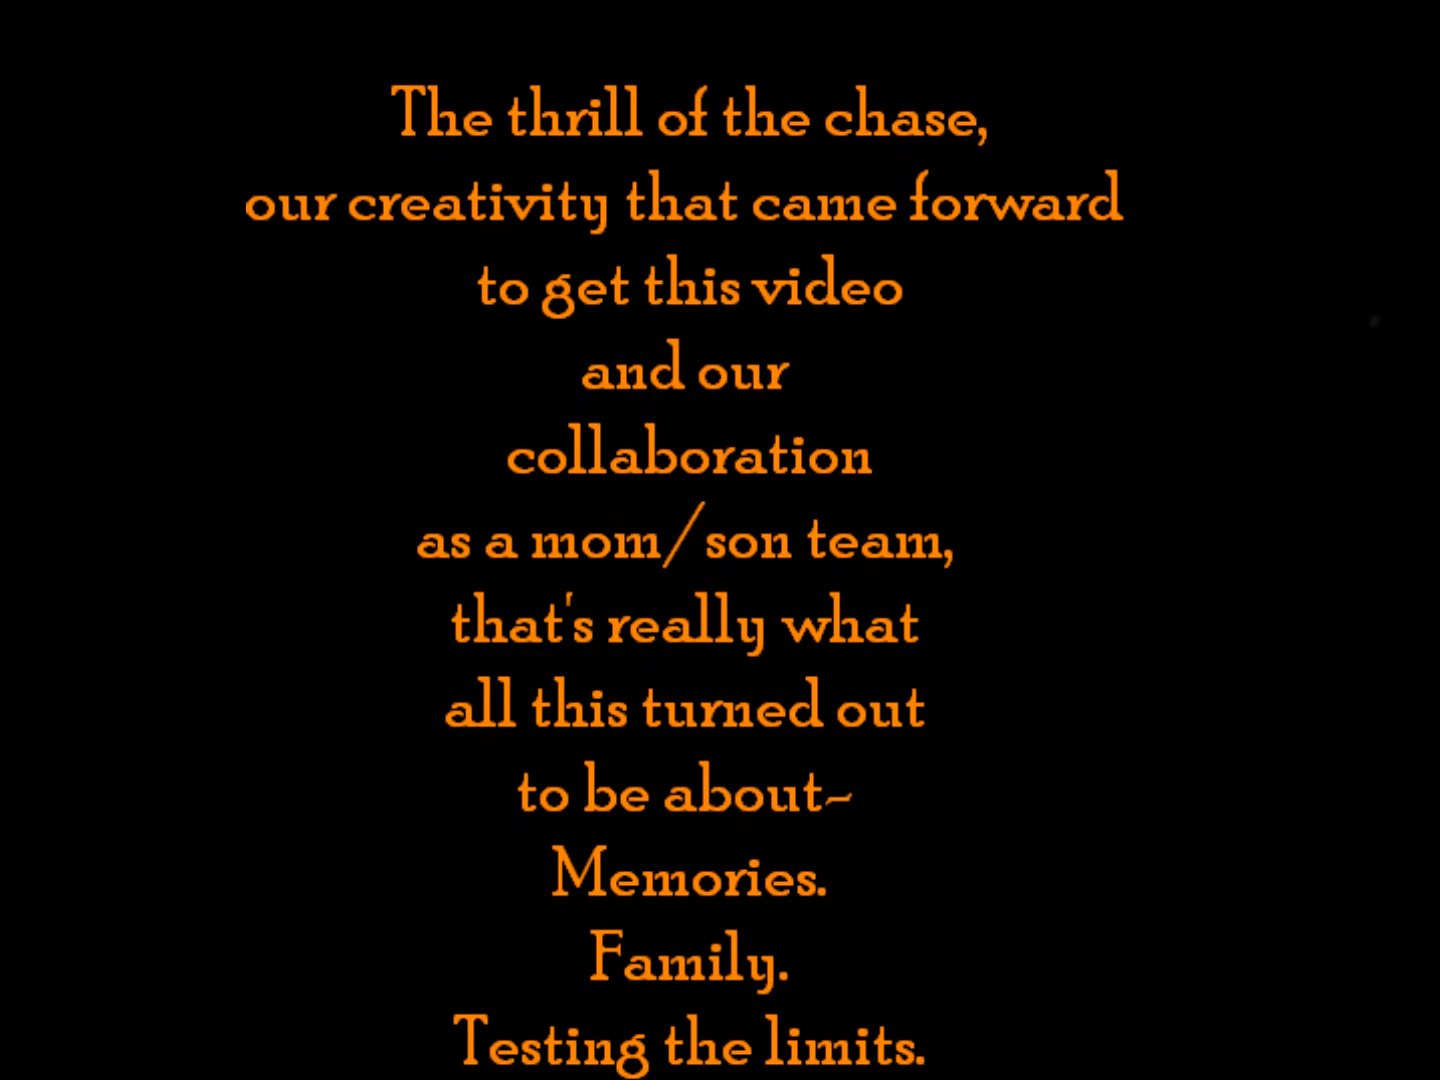 The thrill of the chase,
our creativity that came forward
to get this video
and our
collaboration
as a mom/son team,
that's really what
all this turned out
to be about~
Memories.
Family.
Testing the limits.